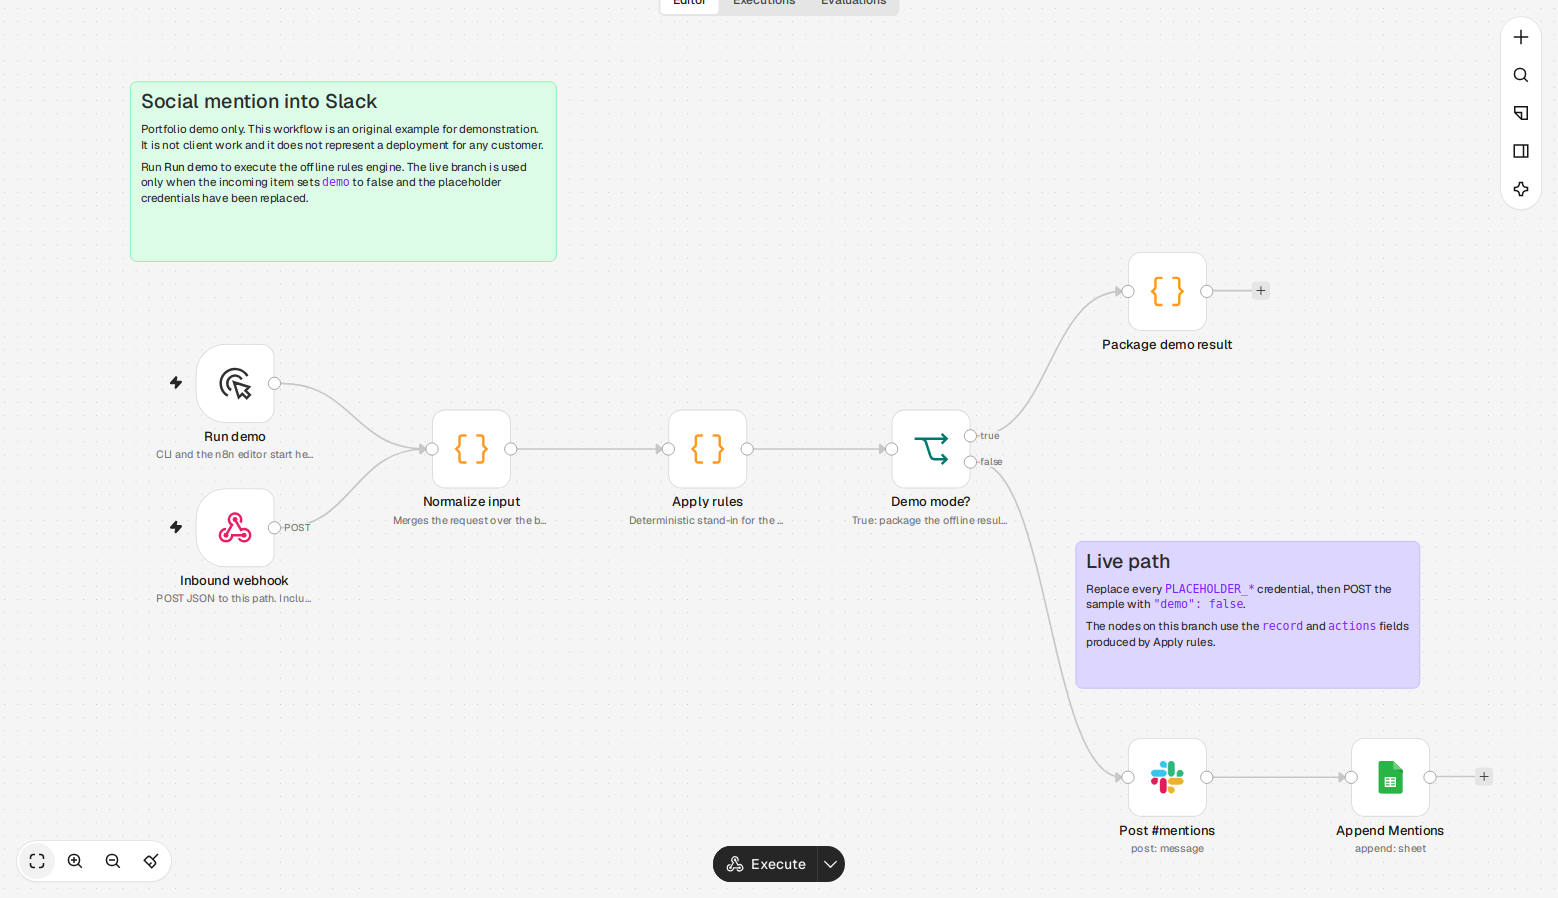 Editor Executions Evaluations
Social mention into Slack
Portfolio demo only. This workflow is an original example for demonstration.
It is not client work and it does not represent a deployment for any customer.
Run Run demo to execute the offline rules engine. The live branch is used
only when the incoming item sets demo to false and the placeholder
credentials have been replaced.
Package demo result
Run demo
CLI and the n8n editor start he...
POST
Inbound webhook
POST JSON to this path. Inclu...
Normalize input
Merges the request over the b...
Apply rules
Deterministic stand-in for the ...
true
false
Demo mode?
True: package the offline resul...
Live path
Replace every PLACEHOLDER_* credential, then POST the
sample with "demo": false.
The nodes on this branch use the record and actions fields
produced by Apply rules.
Post #mentions
post: message
Append Mentions
append: sheet
Execute